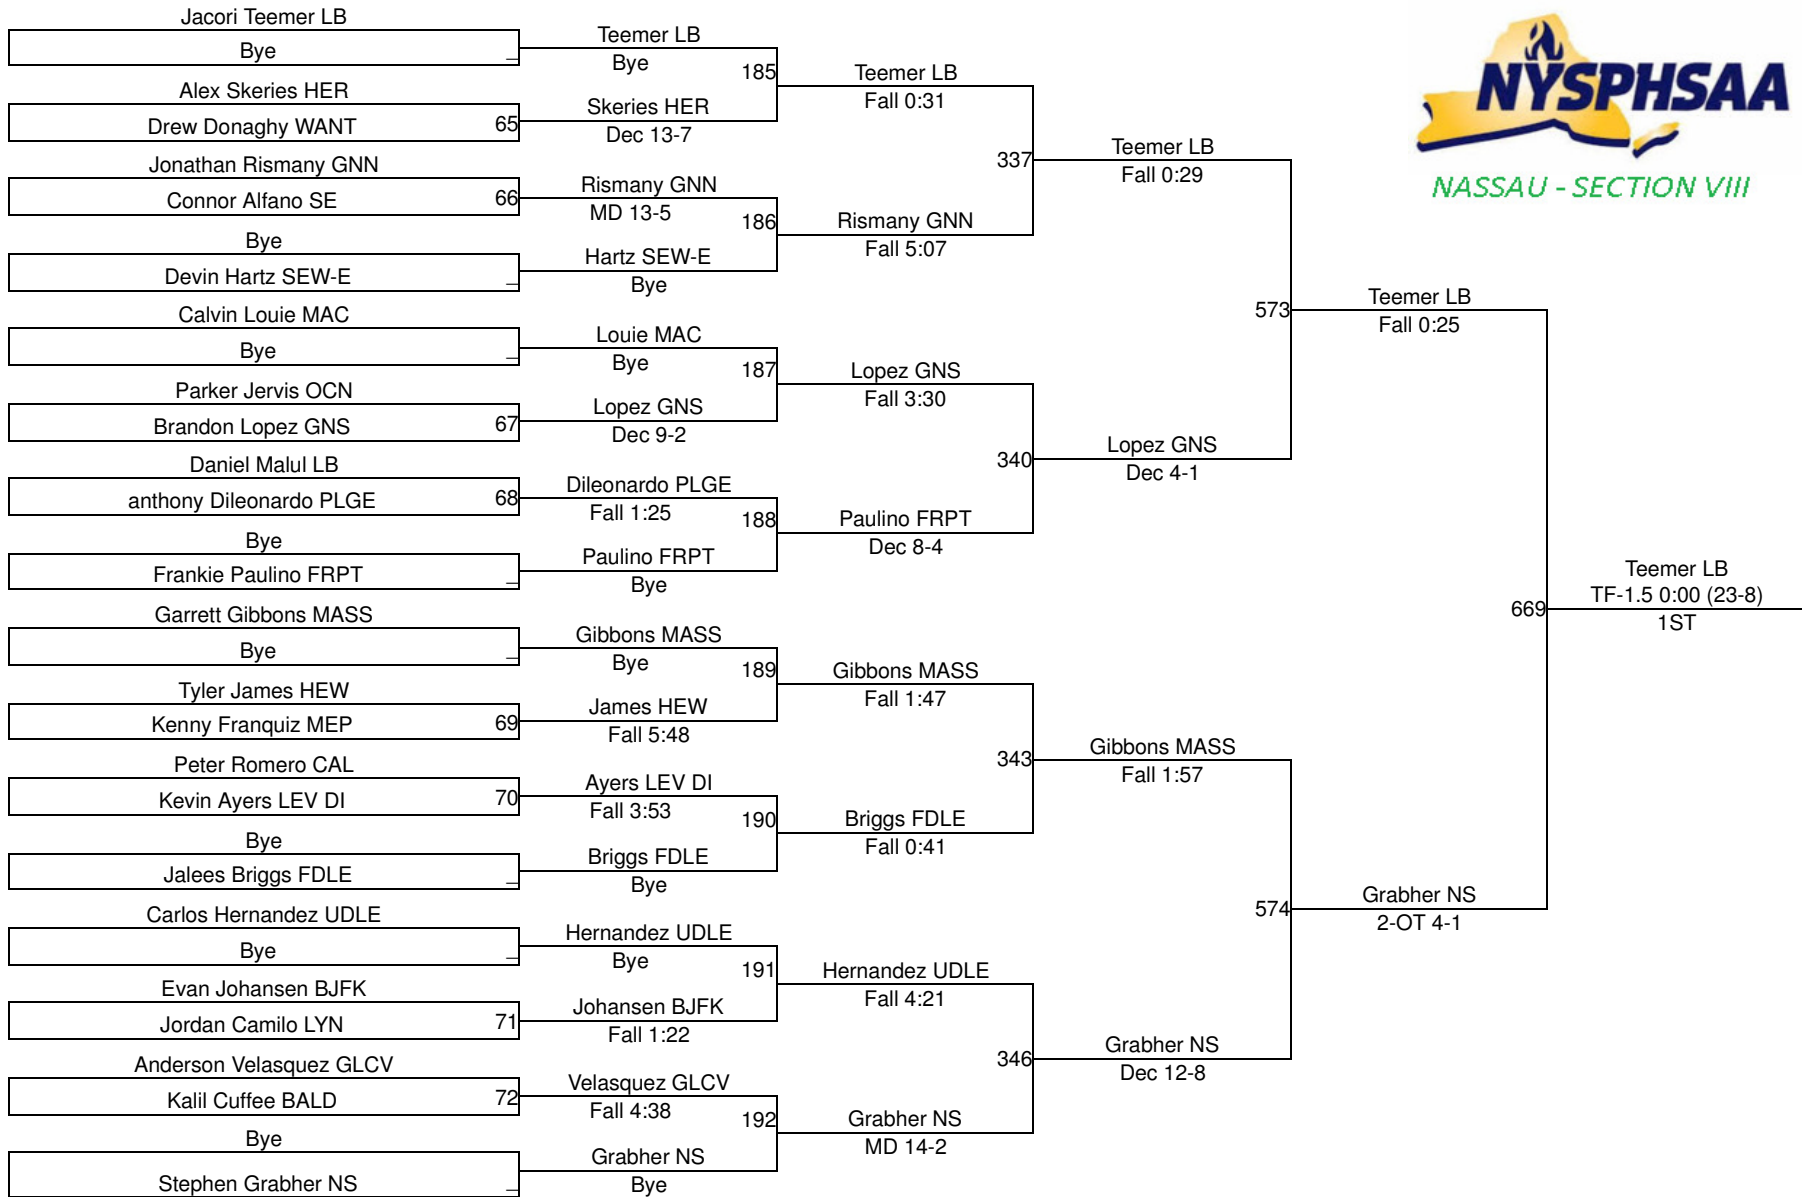 Jacori Teemer LB
Bye _
Alex Skeries HER
Drew Donaghy WANT 65
Jonathan Rismany GNN
Connor Alfano SE 66
Bye
Devin Hartz SEW-E _
Calvin Louie MAC
Bye _
Parker Jervis OCN
Brandon Lopez GNS 67
Daniel Malul LB
anthony Dileonardo PLGE 68
Bye
Frankie Paulino FRPT _
Garrett Gibbons MASS
Bye _
Tyler James HEW
Kenny Franquiz MEP 69
Peter Romero CAL
Kevin Ayers LEV DI 70
Bye
Jalees Briggs FDLE _
Carlos Hernandez UDLE
Bye _
Evan Johansen BJFK
Jordan Camilo LYN 71
Anderson Velasquez GLCV
Kalil Cuffee BALD 72
Bye
Stephen Grabher NS _
Teemer LB
Bye
185
Skeries HER
Dec 13-7
Rismany GNN
MD 13-5
186
Hartz SEW-E
Bye
Louie MAC
Bye
187
Lopez GNS
Dec 9-2
Dileonardo PLGE
Fall 1:25
188
Paulino FRPT
Bye
Gibbons MASS
Bye
189
James HEW
Fall 5:48
Ayers LEV DI
Fall 3:53
190
Briggs FDLE
Bye
Hernandez UDLE
Bye
191
Johansen BJFK
Fall 1:22
Velasquez GLCV
Fall 4:38
192
Grabher NS
Bye
Teemer LB
Fall 0:31
337
Rismany GNN
Fall 5:07
Lopez GNS
Fall 3:30
340
Paulino FRPT
Dec 8-4
Gibbons MASS
Fall 1:47
343
Briggs FDLE
Fall 0:41
Hernandez UDLE
Fall 4:21
346
Grabher NS
MD 14-2
Teemer LB
Fall 0:29
573
Lopez GNS
Dec 4-1
Gibbons MASS
Fall 1:57
574
Grabher NS
Dec 12-8
Teemer LB
Fall 0:25
669
Grabher NS
2-OT 4-1
Teemer LB
TF-1.5 0:00 (23-8)
1ST
NYSPHSAA
NASSAU - SECTION VIII